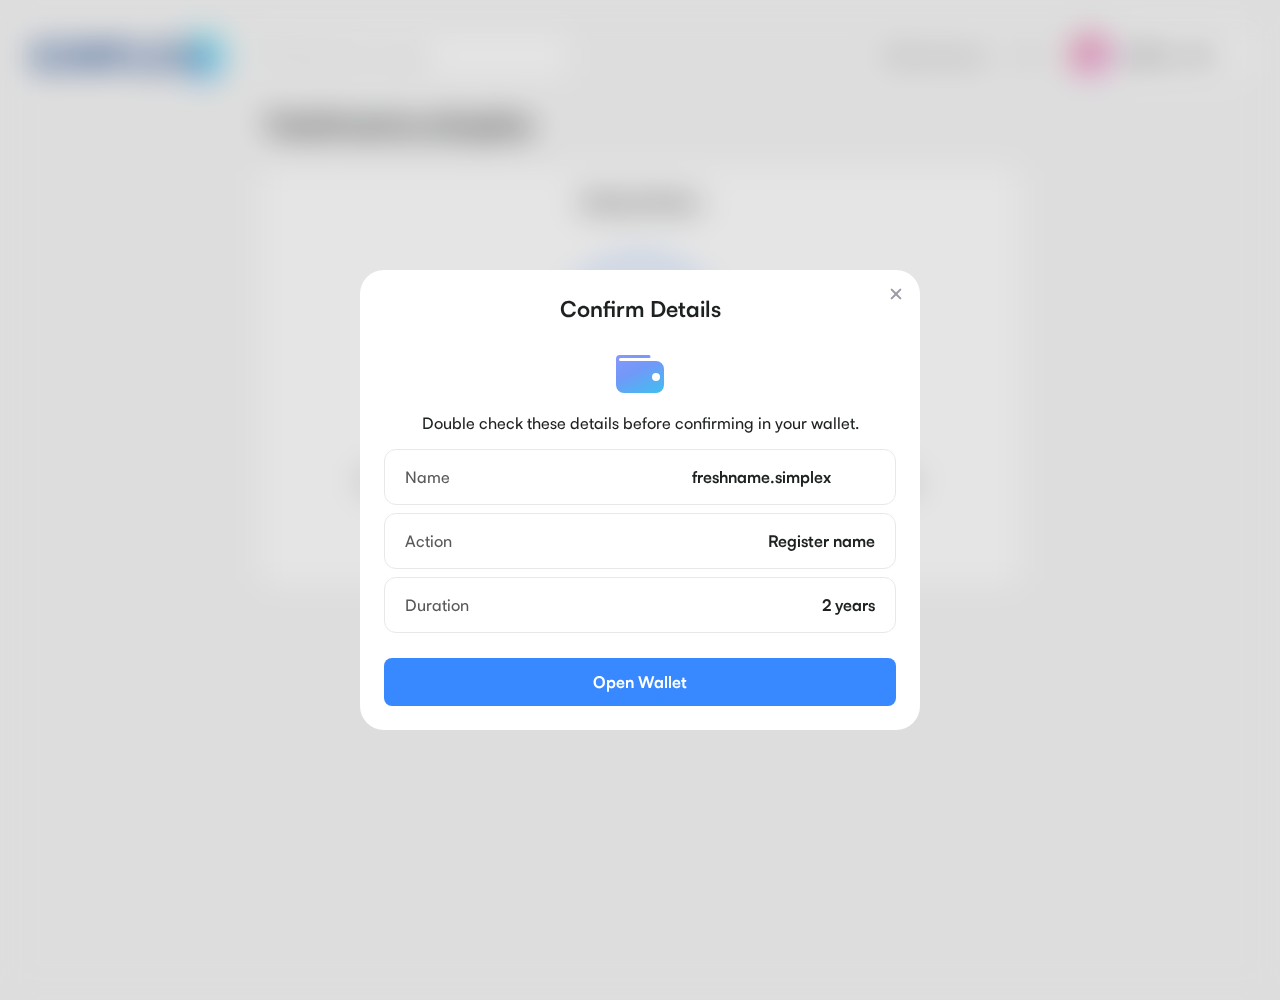 Confirm Details
Double check these details before confirming in your wallet.
Name freshname.simplex
Action Register name
Duration 2 years
Open Wallet